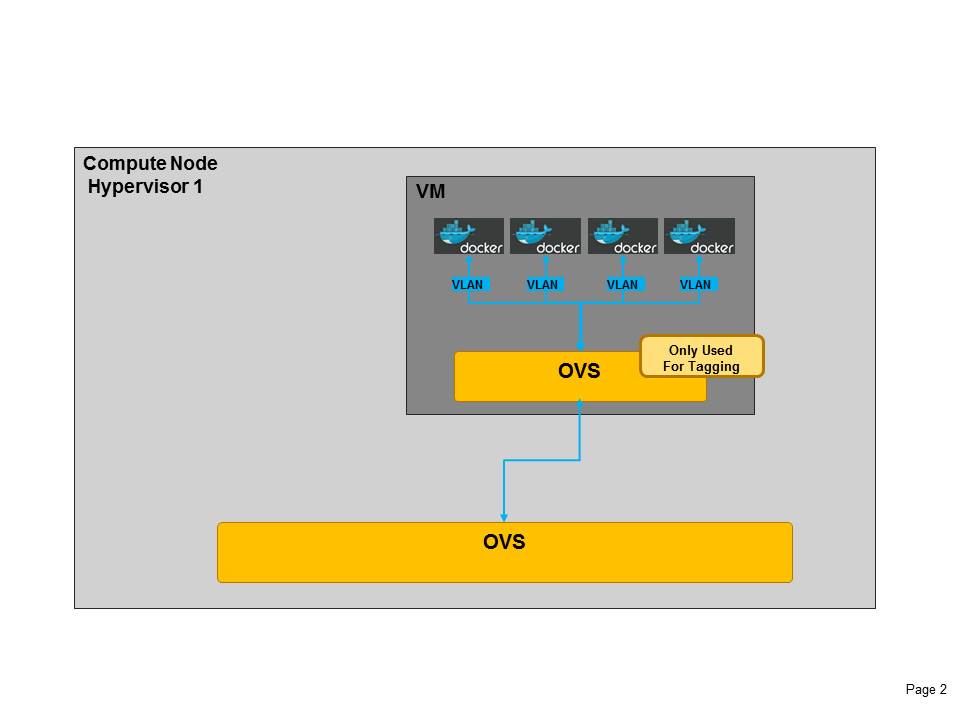 Compute Node
Hypervisor 1
VM
docker docker docker docker
VLAN VLAN VLAN VLAN
Only Used
For Tagging
OVS
OVS
Page 2